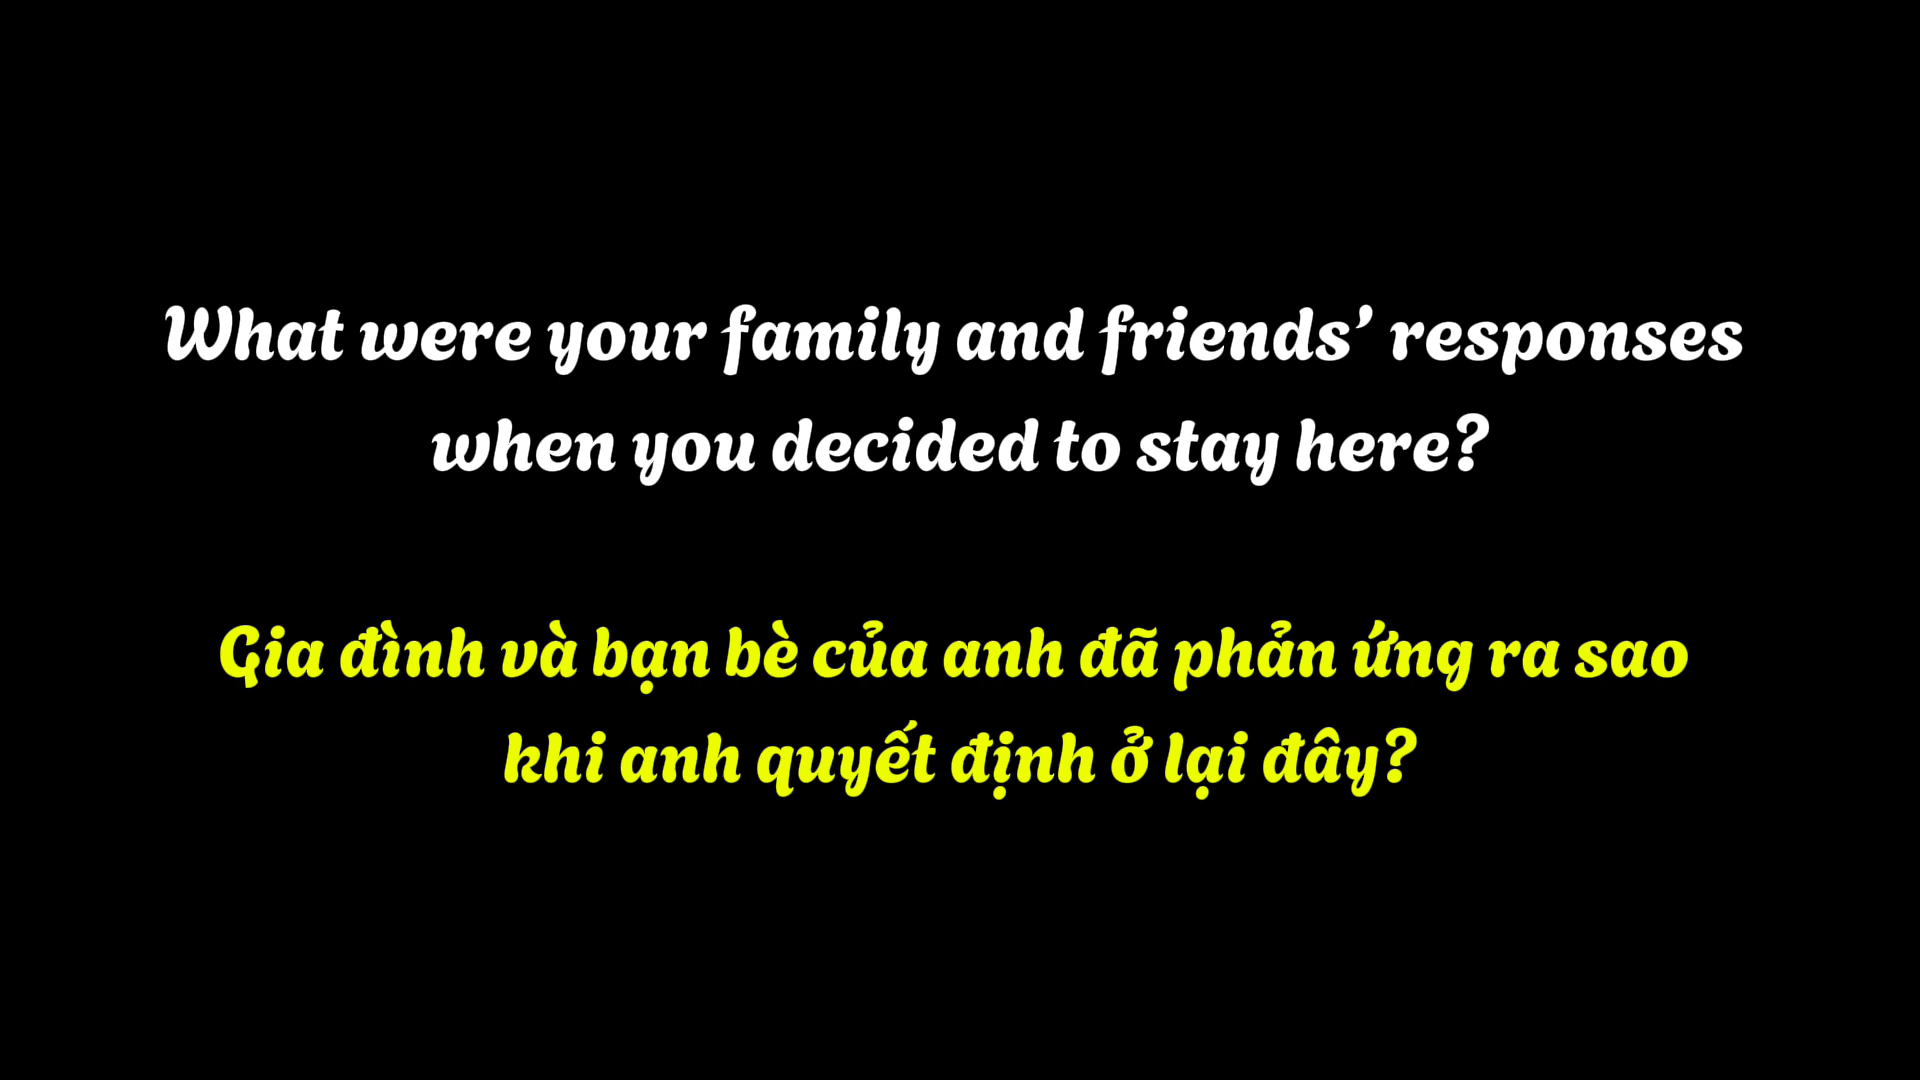 What were your family and friends’ responses
when you decided to stay here?
Gia đình và bạn bè của anh đã phản ứng ra sao
khi anh quyết định ở lại đây?